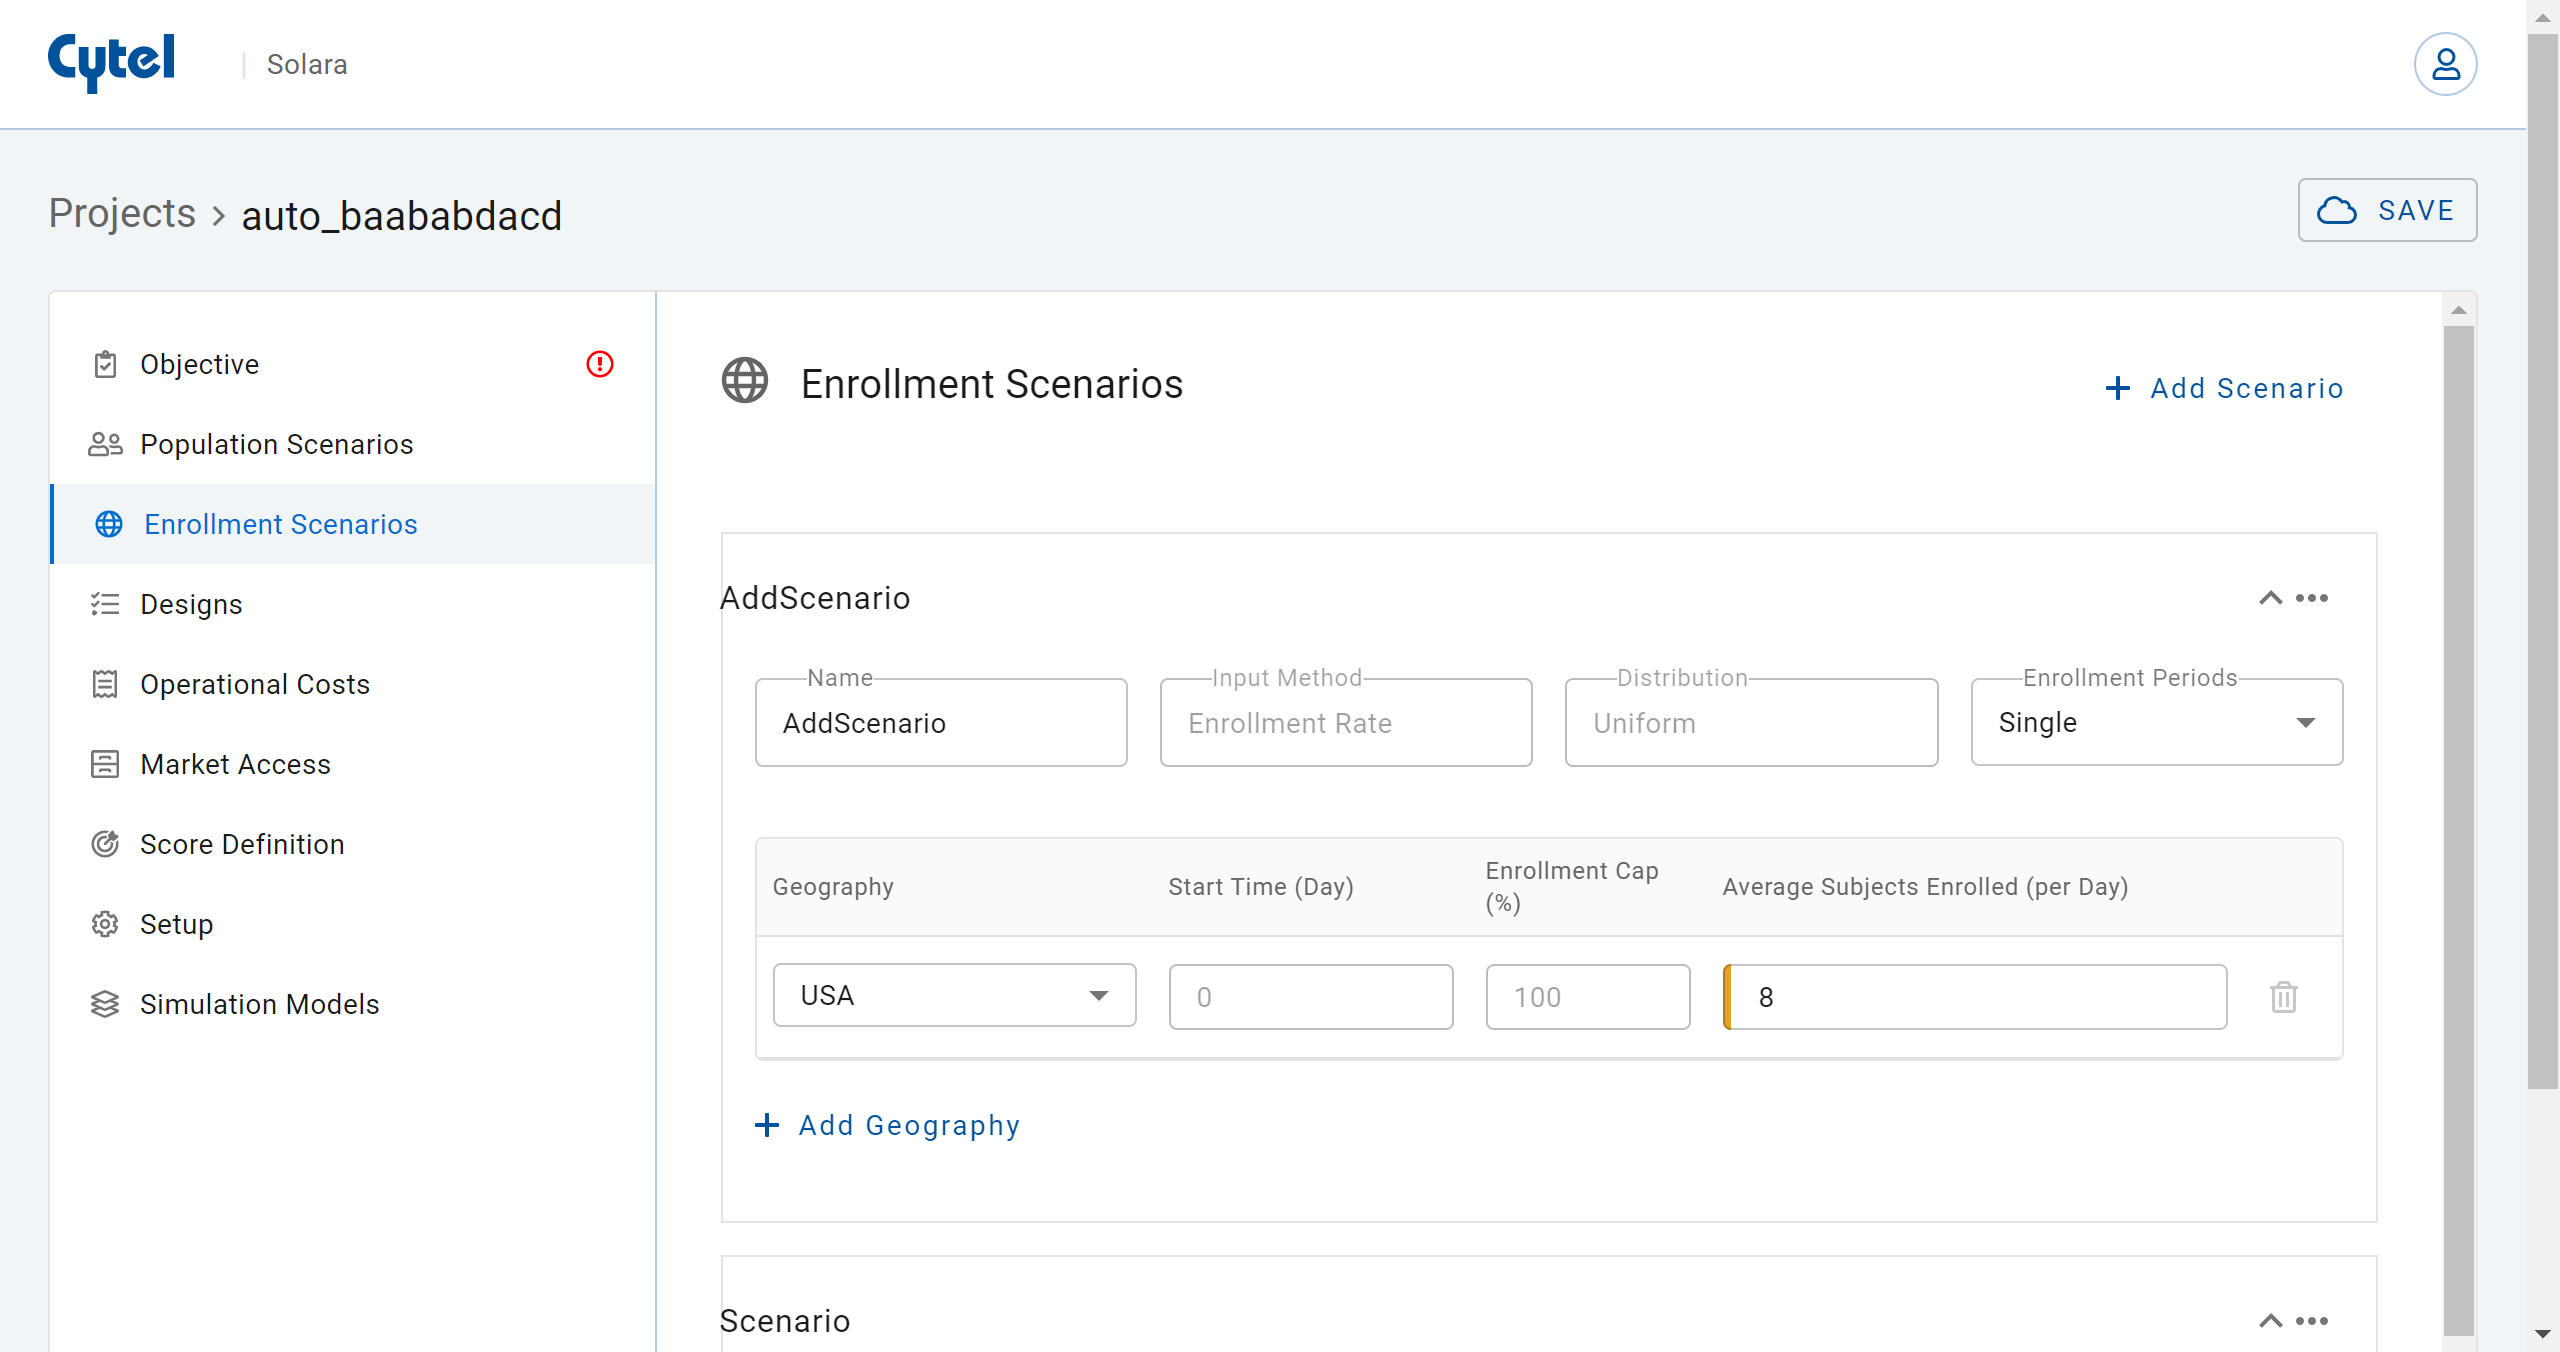 Cytel
Solara
Projects > auto_baababdacd
SAVE
Objective
Population Scenarios
Enrollment Scenarios
Designs
Operational Costs
Market Access
Score Definition
Setup
Simulation Models
Enrollment Scenarios
Add Scenario
AddScenario
Name
AddScenario
Input Method
Enrollment Rate
Distribution
Uniform
Enrollment Periods
Single
Geography
Start Time (Day)
Enrollment Cap
(%)
Average Subjects Enrolled (per Day)
USA
0
100
8
Add Geography
Scenario